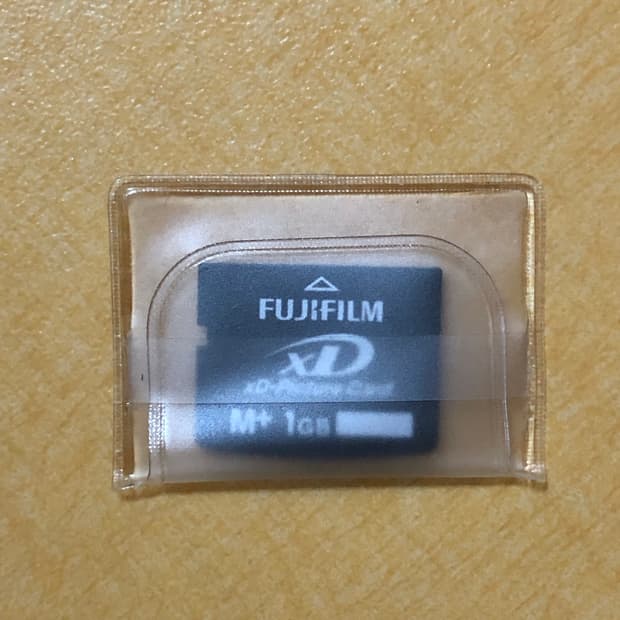 FUJIFILM
xD
xD-Picture Card
M+ 1GB